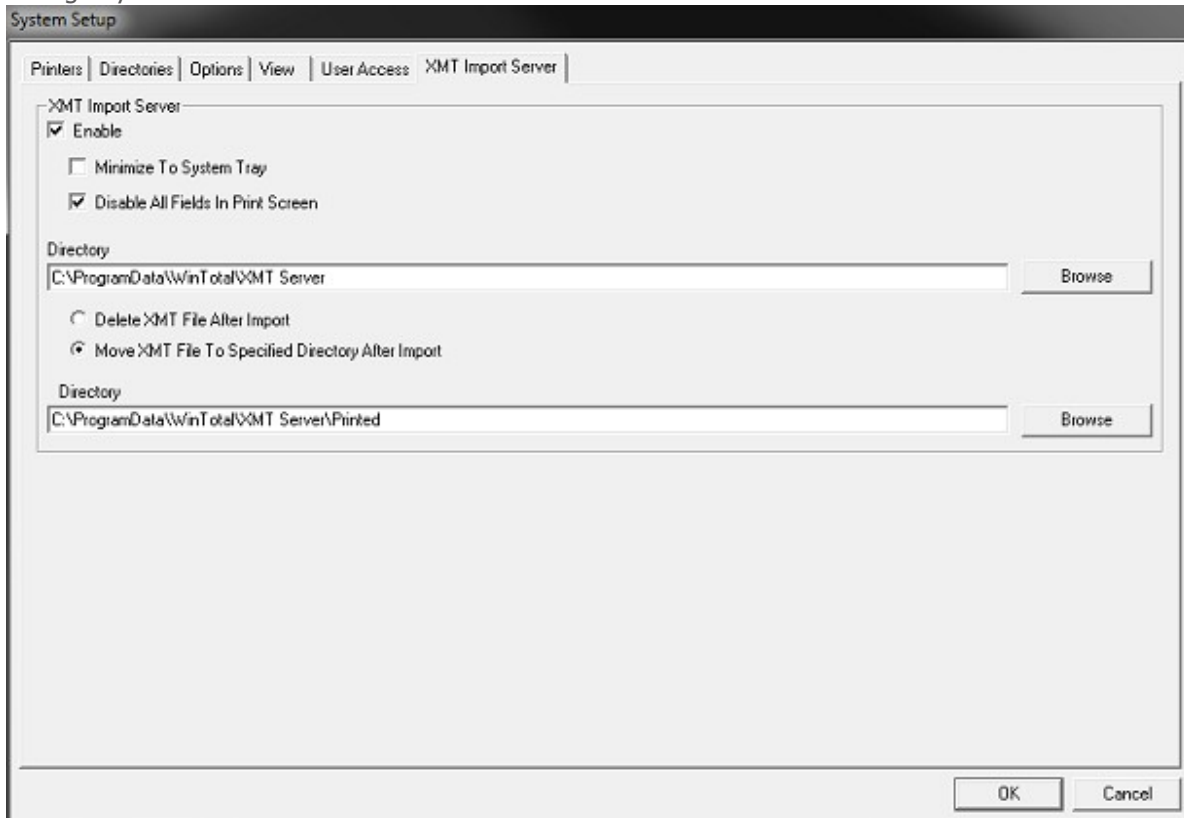 System Setup
Printers Directories Options View User Access XMT Import Server
XMT Import Server
Enable
Minimize To System Tray
Disable All Fields In Print Screen
Directory
C:\ProgramData\WinTotal\XMT Server Browse
Delete XMT File After Import
Move XMT File To Specified Directory After Import
Directory
C:\ProgramData\WinTotal\XMT Server\Printed Browse
OK Cancel